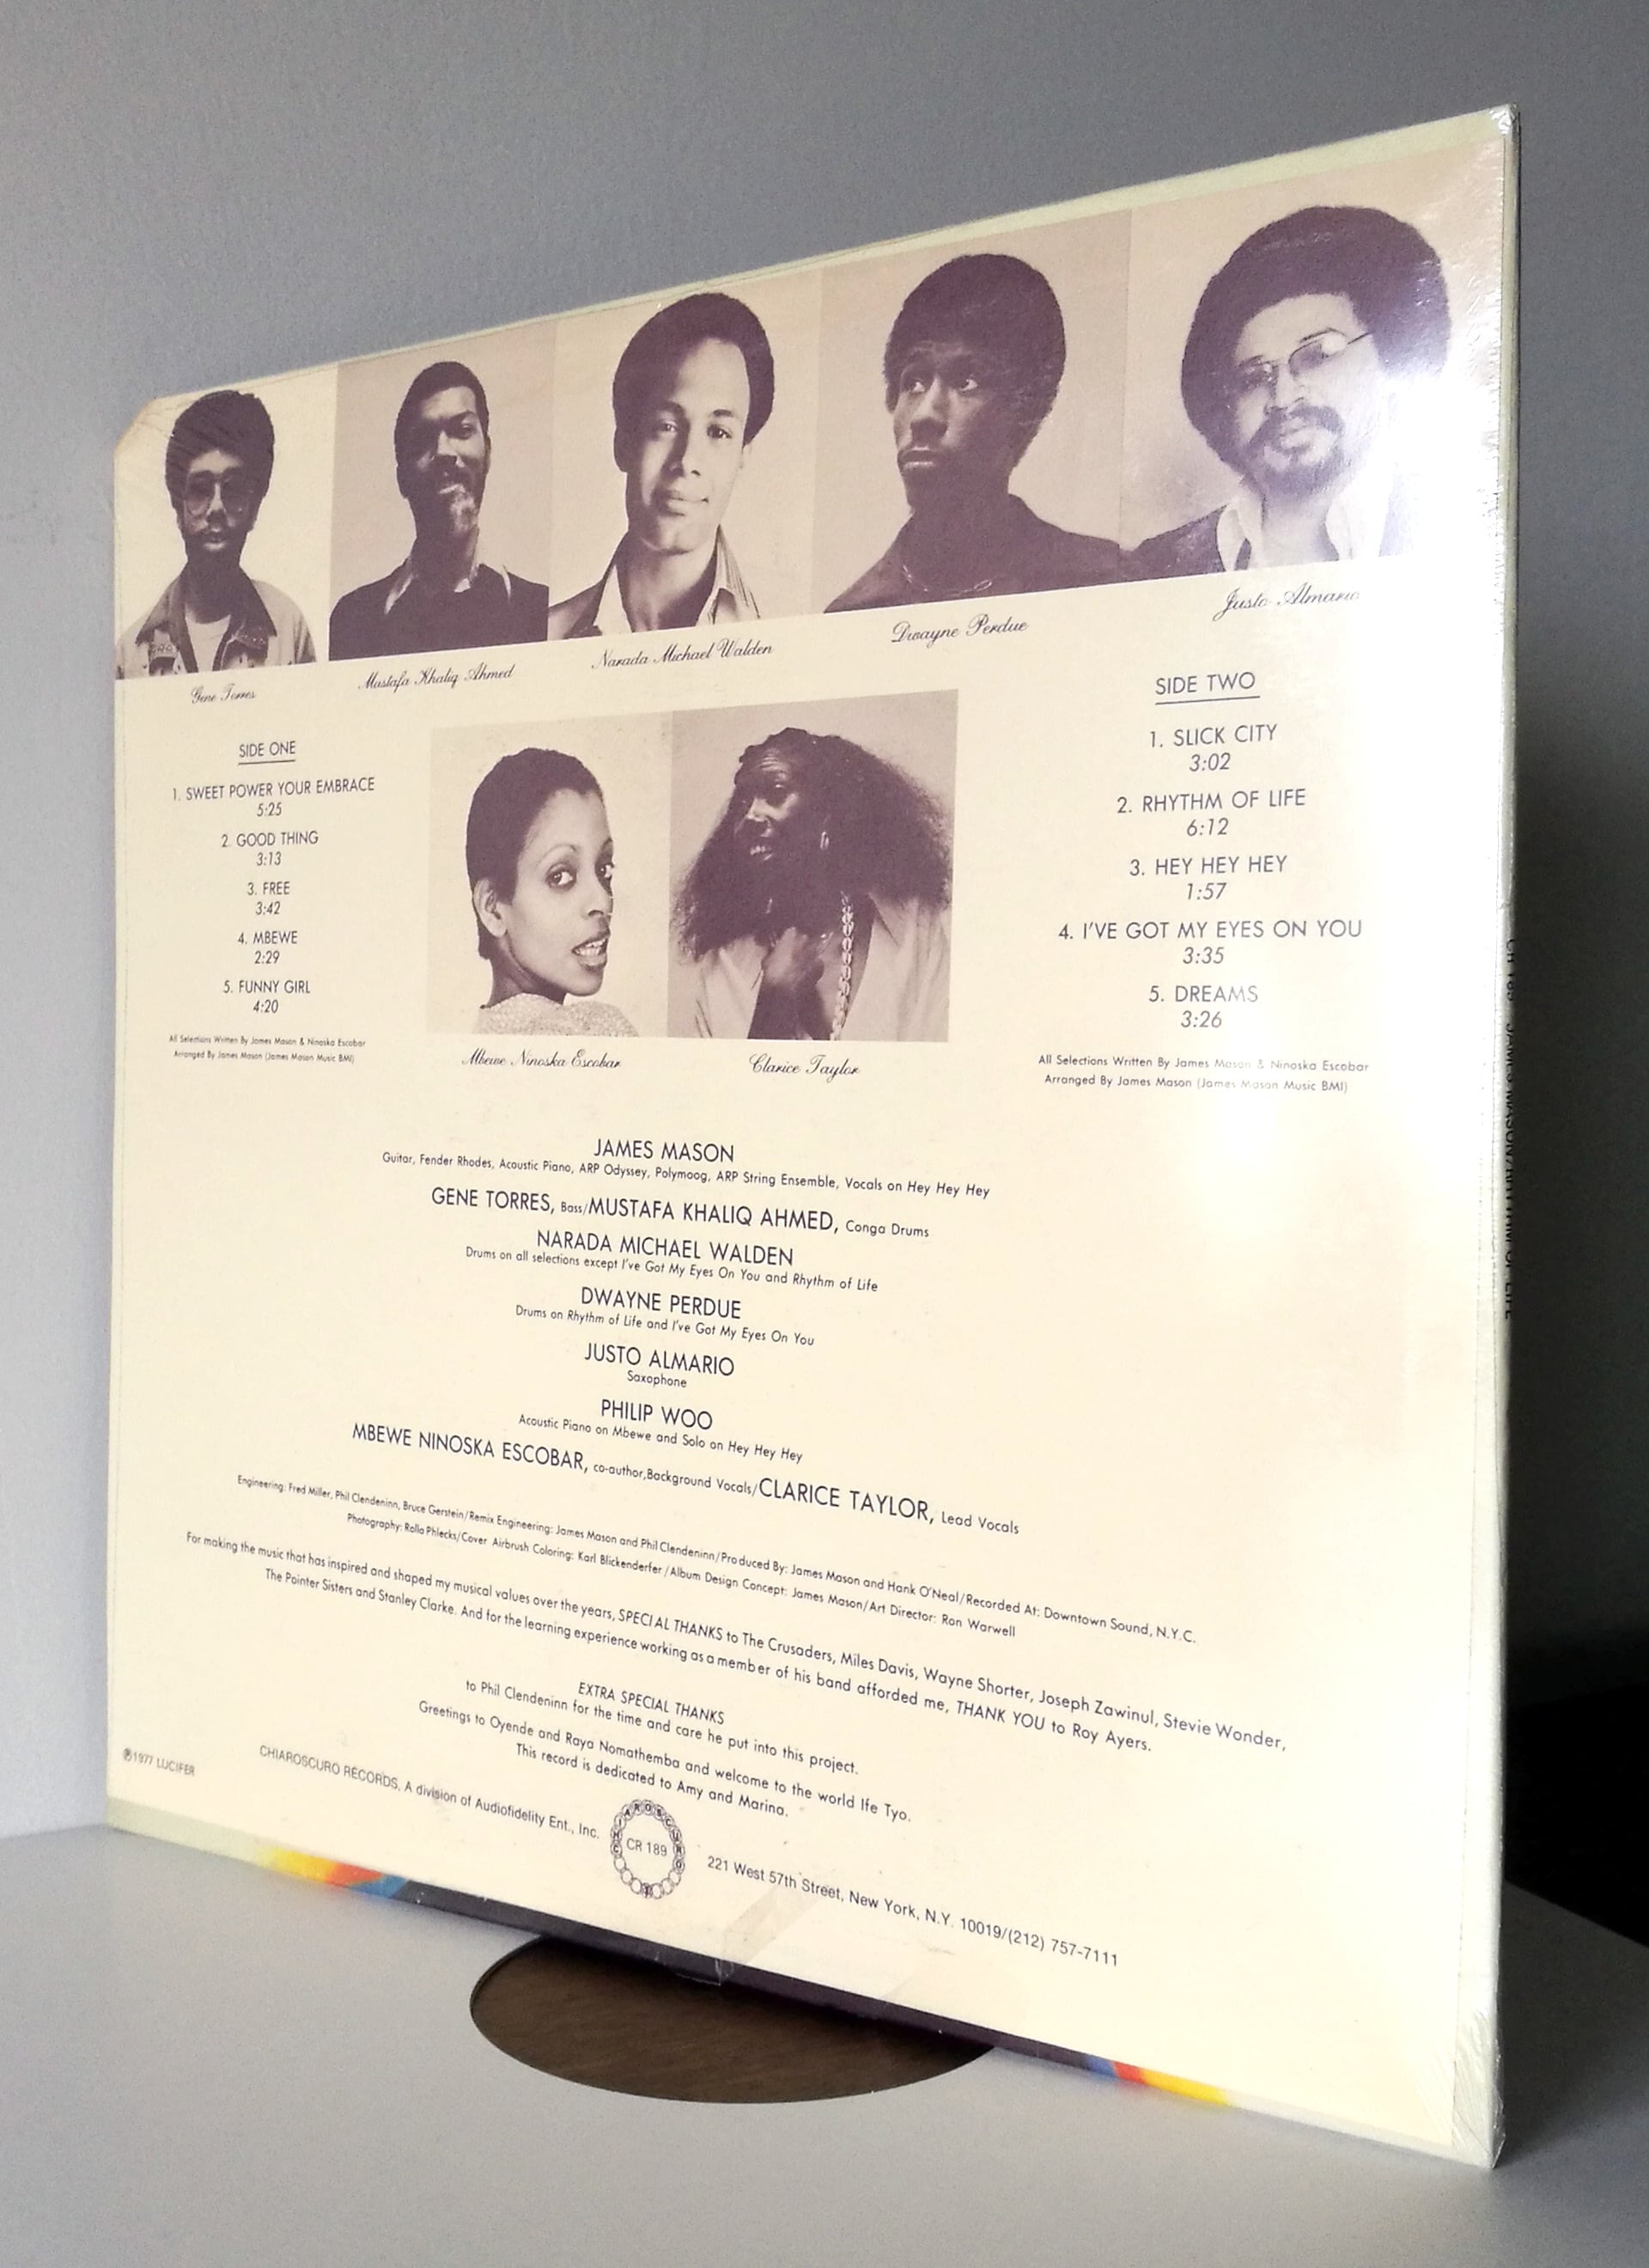 Gene Torres
Mustafa Khaliq Ahmed
Narada Michael Walden
Dwayne Perdue
Justo Almario
SIDE ONE
1. SWEET POWER YOUR EMBRACE
5:25
2. GOOD THING
3:13
3. FREE
3:42
4. MBEWE
2:29
5. FUNNY GIRL
4:20
All Selections Written By James Mason & Ninoska Escobar
Arranged By James Mason (James Mason Music BMI)
Mbewe Ninoska Escobar
Clarice Taylor
SIDE TWO
1. SLICK CITY
3:02
2. RHYTHM OF LIFE
6:12
3. HEY HEY HEY
1:57
4. I'VE GOT MY EYES ON YOU
3:35
5. DREAMS
3:26
All Selections Written By James Mason & Ninoska Escobar
Arranged By James Mason (James Mason Music BMI)
JAMES MASON
Guitar, Fender Rhodes, Acoustic Piano, ARP Odyssey, Polymoog, ARP String Ensemble, Vocals on Hey Hey Hey
GENE TORRES, Bass/MUSTAFA KHALIQ AHMED, Conga Drums
NARADA MICHAEL WALDEN
Drums on all selections except I've Got My Eyes On You and Rhythm of Life
DWAYNE PERDUE
Drums on Rhythm of Life and I've Got My Eyes On You
JUSTO ALMARIO
Saxophone
PHILIP WOO
Acoustic Piano on Mbewe and Solo on Hey Hey Hey
MBEWE NINOSKA ESCOBAR, co-author,Background Vocals/CLARICE TAYLOR, Lead Vocals
Engineering: Fred Miller, Phil Clendeninn, Bruce Gerstein/Remix Engineering: James Mason and Phil Clendeninn/Produced By: James Mason and Hank O'Neal/Recorded At: Downtown Sound, N.Y.C.
Photography: Rollo Phlecks/Cover Airbrush Coloring: Karl Blickenderfer/Album Design Concept: James Mason/Art Director: Ron Warwell
For making the music that has inspired and shaped my musical values over the years, SPECIAL THANKS to The Crusaders, Miles Davis, Wayne Shorter, Joseph Zawinul, Stevie Wonder,
The Pointer Sisters and Stanley Clarke. And for the learning experience working as a member of his band afforded me, THANK YOU to Roy Ayers.
EXTRA SPECIAL THANKS
to Phil Clendeninn for the time and care he put into this project.
Greetings to Oyende and Raya Nomathemba and welcome to the world Ife Tyo.
This record is dedicated to Amy and Marina.
℗1977 LUCIFER
CHIAROSCURO RECORDS, A division of Audiofidelity Ent., Inc.
CHIAROSCURO
CR 189
221 West 57th Street, New York, N.Y. 10019/(212) 757-7111
JAMES MASON/RHYTHM OF LIFE